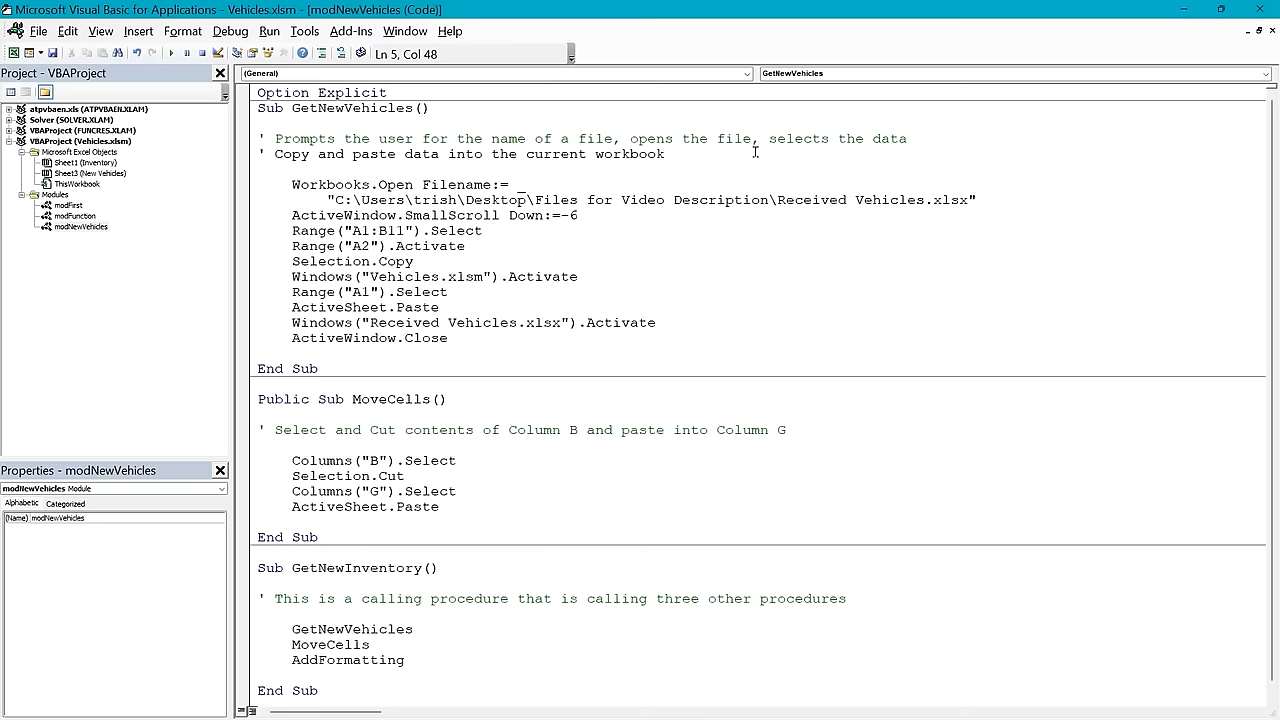 Microsoft Visual Basic for Applications - Vehicles.xlsm - [modNewVehicles (Code)]
File Edit View Insert Format Debug Run Tools Add-Ins Window Help
Ln 5, Col 48
Project - VBAProject
atpvbaen.xls (ATPVBAEN.XLAM)
Solver (SOLVER.XLAM)
VBAProject (FUNCRES.XLAM)
VBAProject (Vehicles.xlsm)
Microsoft Excel Objects
Sheet1 (Inventory)
Sheet3 (New Vehicles)
ThisWorkbook
Modules
modFirst
modFunction
modNewVehicles
Properties - modNewVehicles
modNewVehicles Module
Alphabetic Categorized
(Name) modNewVehicles
(General) GetNewVehicles
Option Explicit
Sub GetNewVehicles()
' Prompts the user for the name of a file, opens the file, selects the data
' Copy and paste data into the current workbook
Workbooks.Open Filename:= _
"C:\Users\trish\Desktop\Files for Video Description\Received Vehicles.xlsx"
ActiveWindow.SmallScroll Down:=-6
Range("A1:B11").Select
Range("A2").Activate
Selection.Copy
Windows("Vehicles.xlsm").Activate
Range("A1").Select
ActiveSheet.Paste
Windows("Received Vehicles.xlsx").Activate
ActiveWindow.Close
End Sub
Public Sub MoveCells()
' Select and Cut contents of Column B and paste into Column G
Columns("B").Select
Selection.Cut
Columns("G").Select
ActiveSheet.Paste
End Sub
Sub GetNewInventory()
' This is a calling procedure that is calling three other procedures
GetNewVehicles
MoveCells
AddFormatting
End Sub